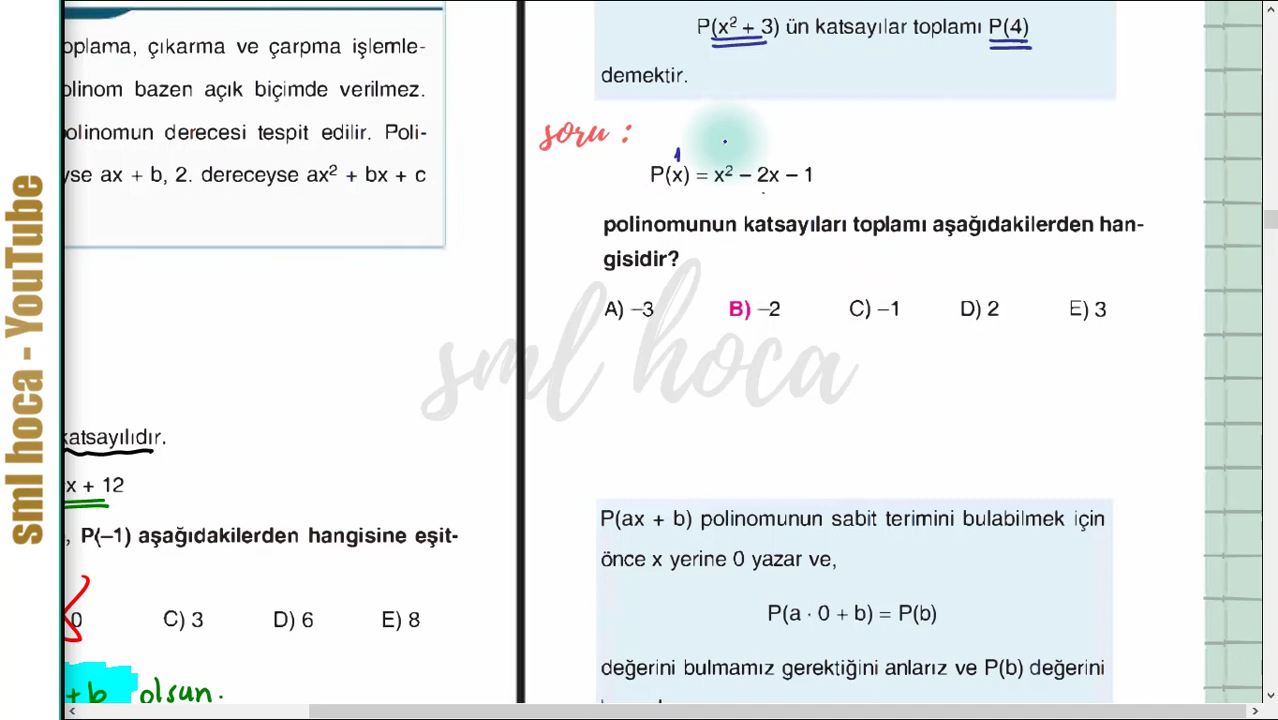 sml hoca - YouTube
oplama, çıkarma ve çarpma işlemle-
olinom bazen açık biçimde verilmez.
olinomun derecesi tespit edilir. Poli-
yse ax + b, 2. dereceyse ax² + bx + c
katsayılıdır.
x + 12
, P(–1) aşağıdakilerden hangisine eşit-
0 C) 3 D) 6 E) 8
+b olsun.
P(x² + 3) ün katsayılar toplamı P(4)
demektir.
soru :
1
P(x) = x² – 2x – 1
polinomunun katsayıları toplamı aşağıdakilerden han-
gisidir?
A) –3 B) –2 C) –1 D) 2 E) 3
sml hoca
P(ax + b) polinomunun sabit terimini bulabilmek için
önce x yerine 0 yazar ve,
P(a · 0 + b) = P(b)
değerini bulmamız gerektiğini anlarız ve P(b) değerini